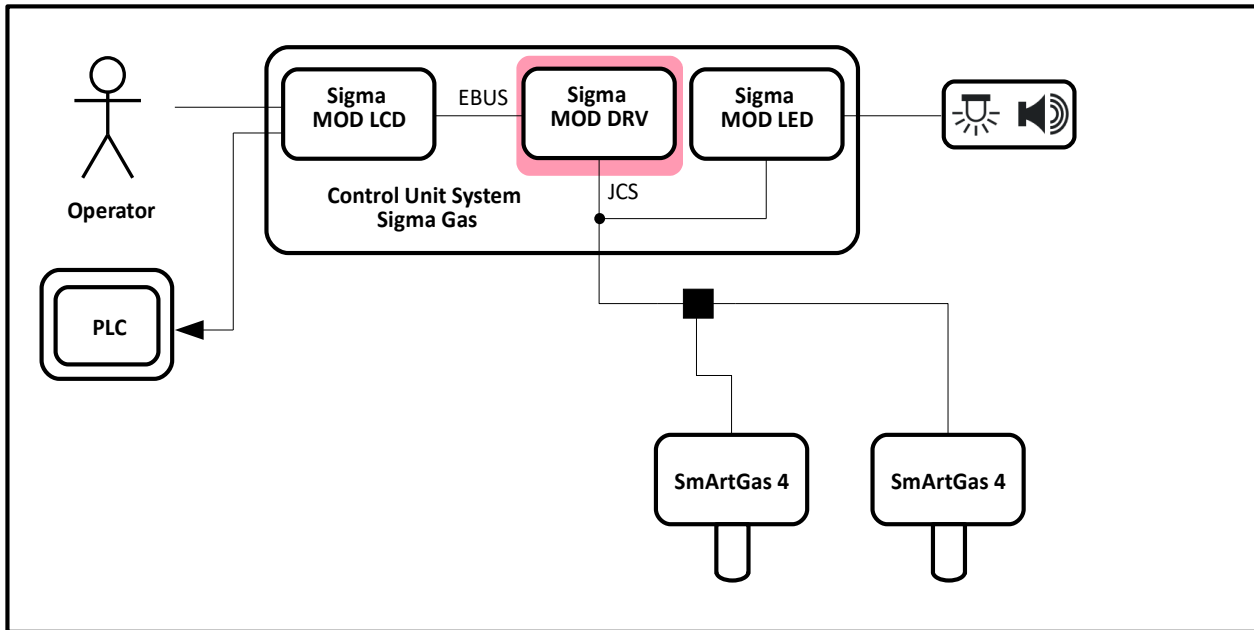 Sigma
MOD LCD
EBUS
Sigma
MOD DRV
Sigma
MOD LED
Operator
Control Unit System
Sigma Gas
JCS
PLC
SmArtGas 4
SmArtGas 4